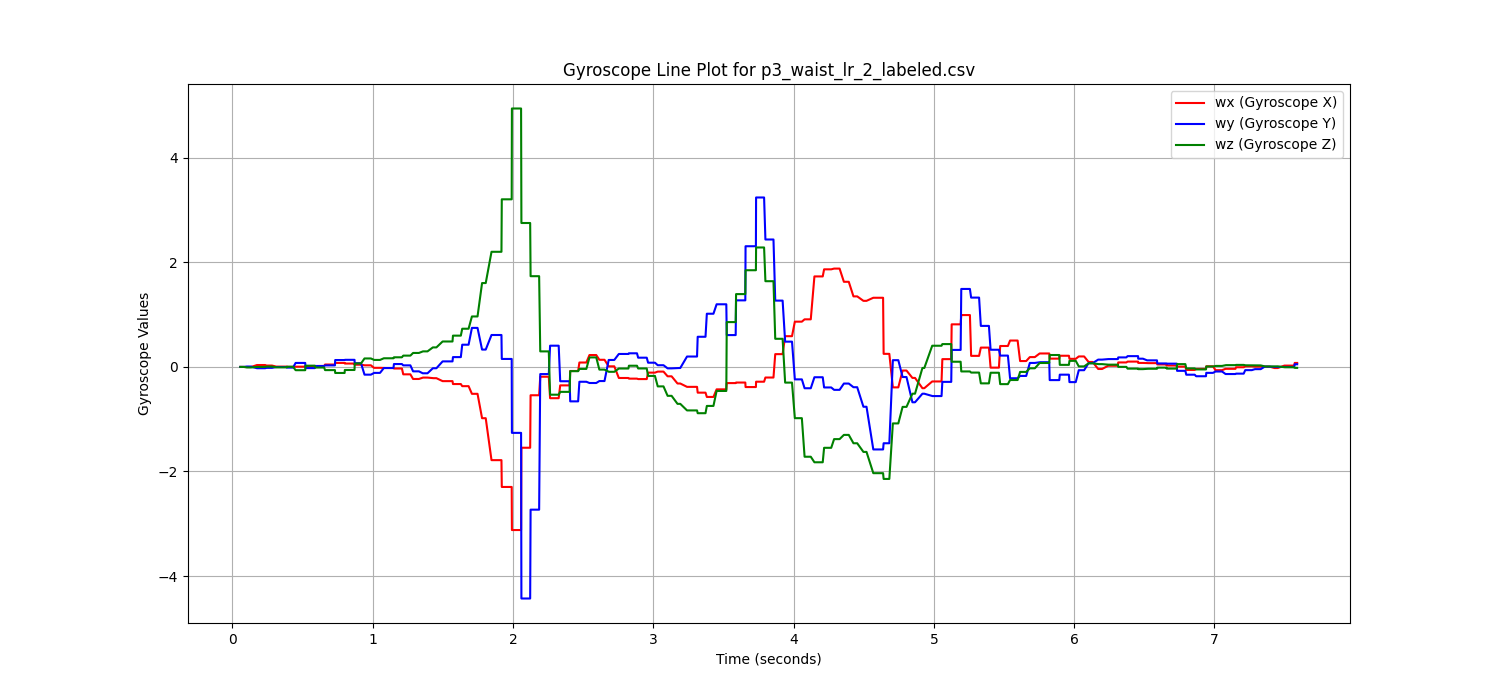 Gyroscope Line Plot for p3_waist_lr_2_labeled.csv
wx (Gyroscope X)
wy (Gyroscope Y)
wz (Gyroscope Z)
Gyroscope Values
4
2
0
−2
−4
0 1 2 3 4 5 6 7
Time (seconds)